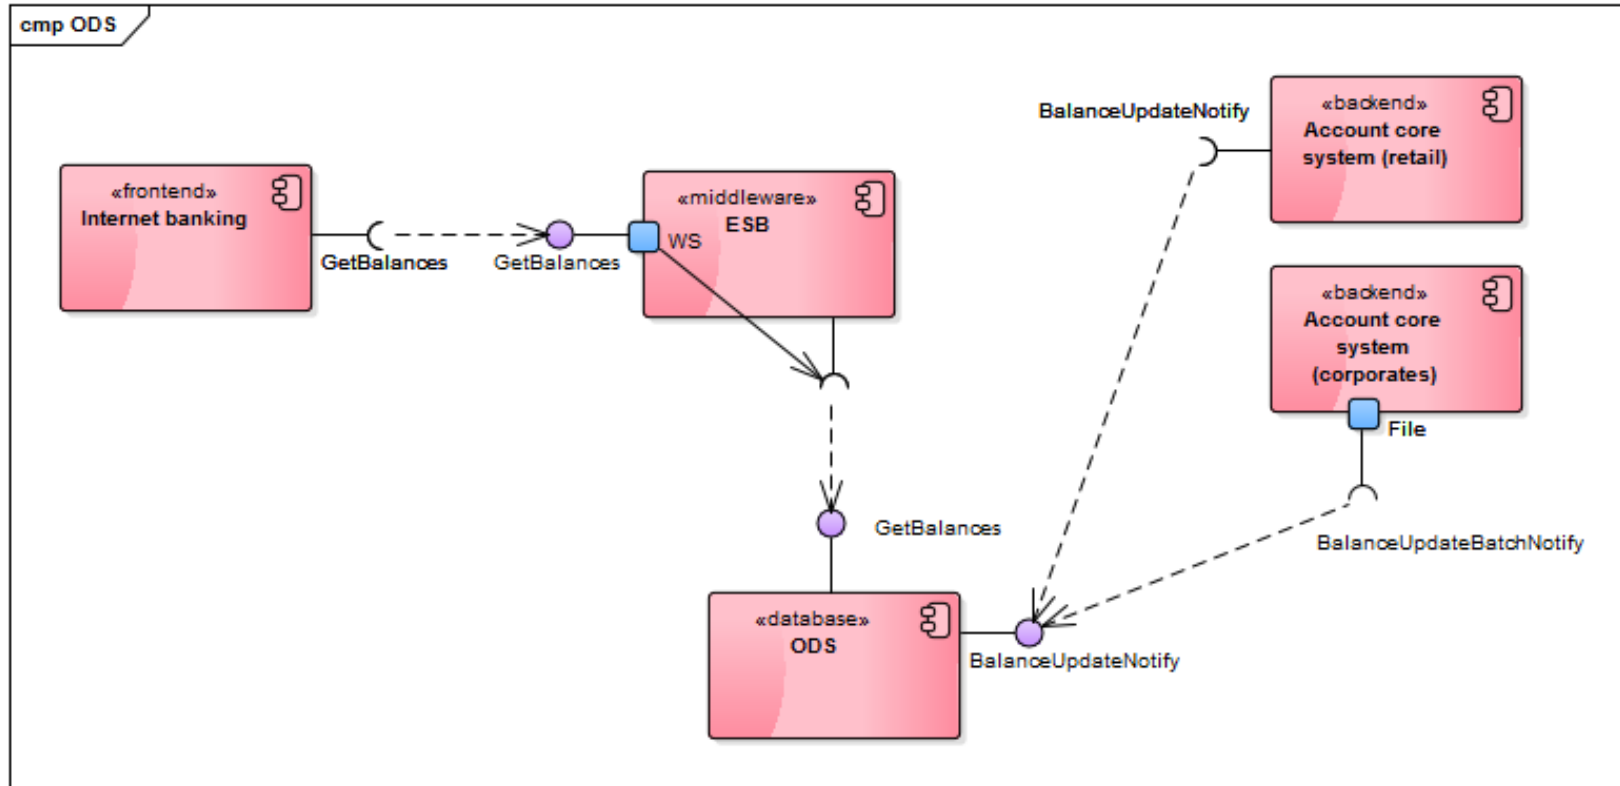 cmp ODS
«frontend»
Internet banking
GetBalances
GetBalances
«middleware»
ESB
WS
BalanceUpdateNotify
«backend»
Account core
system (retail)
«backend»
Account core
system
(corporates)
File
BalanceUpdateBatchNotify
GetBalances
«database»
ODS
BalanceUpdateNotify